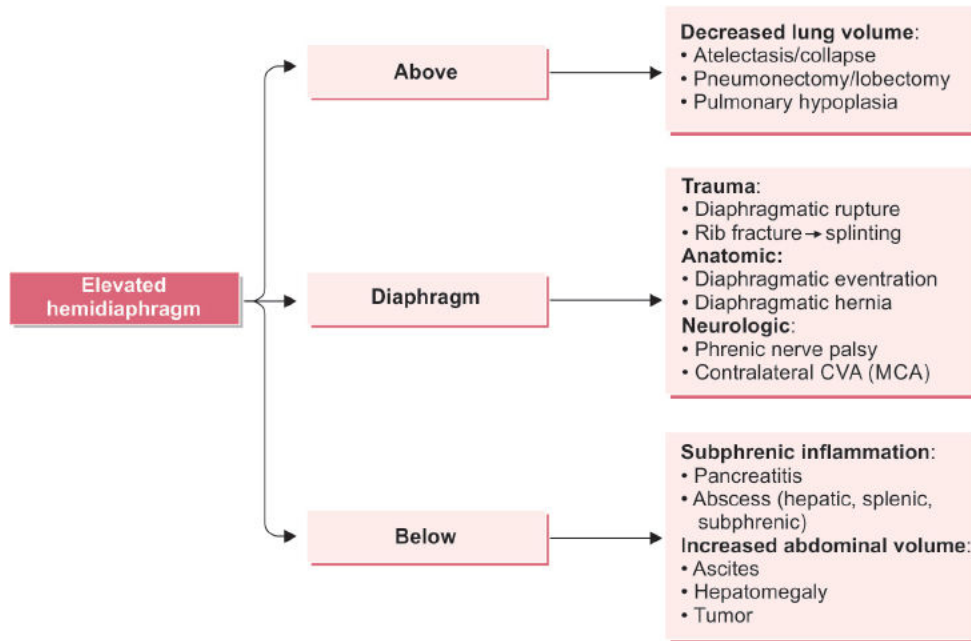 Elevated
hemidiaphragm
Above
Decreased lung volume:
• Atelectasis/collapse
• Pneumonectomy/lobectomy
• Pulmonary hypoplasia
Diaphragm
Trauma:
• Diaphragmatic rupture
• Rib fracture → splinting
Anatomic:
• Diaphragmatic eventration
• Diaphragmatic hernia
Neurologic:
• Phrenic nerve palsy
• Contralateral CVA (MCA)
Below
Subphrenic inflammation:
• Pancreatitis
• Abscess (hepatic, splenic,
subphrenic)
Increased abdominal volume:
• Ascites
• Hepatomegaly
• Tumor